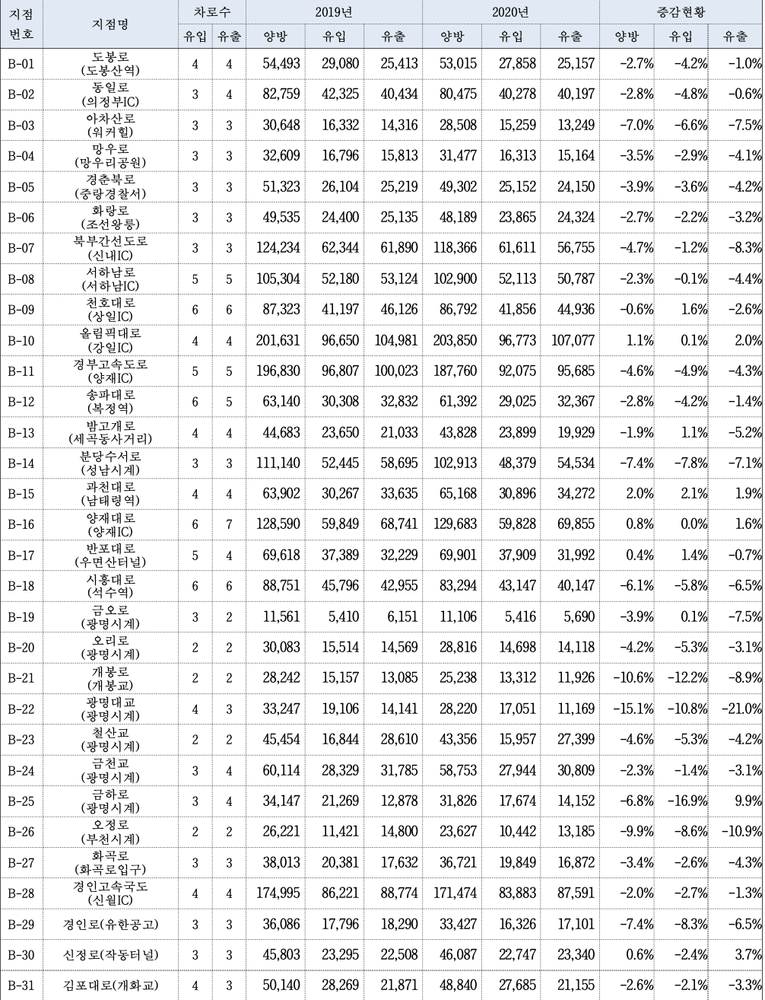 지점 번호 지점명 차로수 2019년 2020년 증감현황
유입 유출 양방 유입 유출 양방 유입 유출 양방 유입 유출
B-01 도봉로 (도봉산역) 4 4 54,493 29,080 25,413 53,015 27,858 25,157 -2.7% -4.2% -1.0%
B-02 동일로 (의정부IC) 3 4 82,759 42,325 40,434 80,475 40,278 40,197 -2.8% -4.8% -0.6%
B-03 아차산로 (워커힐) 3 3 30,648 16,332 14,316 28,508 15,259 13,249 -7.0% -6.6% -7.5%
B-04 망우로 (망우리공원) 3 3 32,609 16,796 15,813 31,477 16,313 15,164 -3.5% -2.9% -4.1%
B-05 경춘북로 (중랑경찰서) 3 3 51,323 26,104 25,219 49,302 25,152 24,150 -3.9% -3.6% -4.2%
B-06 화랑로 (조선왕릉) 3 3 49,535 24,400 25,135 48,189 23,865 24,324 -2.7% -2.2% -3.2%
B-07 북부간선도로 (신내IC) 3 3 124,234 62,344 61,890 118,366 61,611 56,755 -4.7% -1.2% -8.3%
B-08 서하남로 (서하남IC) 5 5 105,304 52,180 53,124 102,900 52,113 50,787 -2.3% -0.1% -4.4%
B-09 천호대로 (상일IC) 6 6 87,323 41,197 46,126 86,792 41,856 44,936 -0.6% 1.6% -2.6%
B-10 올림픽대로 (강일IC) 4 4 201,631 96,650 104,981 203,850 96,773 107,077 1.1% 0.1% 2.0%
B-11 경부고속도로 (양재IC) 5 5 196,830 96,807 100,023 187,760 92,075 95,685 -4.6% -4.9% -4.3%
B-12 송파대로 (복정역) 6 5 63,140 30,308 32,832 61,392 29,025 32,367 -2.8% -4.2% -1.4%
B-13 밤고개로 (세곡동사거리) 4 4 44,683 23,650 21,033 43,828 23,899 19,929 -1.9% 1.1% -5.2%
B-14 분당수서로 (성남시계) 3 3 111,140 52,445 58,695 102,913 48,379 54,534 -7.4% -7.8% -7.1%
B-15 과천대로 (남태령역) 4 4 63,902 30,267 33,635 65,168 30,896 34,272 2.0% 2.1% 1.9%
B-16 양재대로 (양재IC) 6 7 128,590 59,849 68,741 129,683 59,828 69,855 0.8% 0.0% 1.6%
B-17 반포대로 (우면산터널) 5 4 69,618 37,389 32,229 69,901 37,909 31,992 0.4% 1.4% -0.7%
B-18 시흥대로 (석수역) 6 6 88,751 45,796 42,955 83,294 43,147 40,147 -6.1% -5.8% -6.5%
B-19 금오로 (광명시계) 3 2 11,561 5,410 6,151 11,106 5,416 5,690 -3.9% 0.1% -7.5%
B-20 오리로 (광명시계) 2 2 30,083 15,514 14,569 28,816 14,698 14,118 -4.2% -5.3% -3.1%
B-21 개봉로 (개봉교) 2 2 28,242 15,157 13,085 25,238 13,312 11,926 -10.6% -12.2% -8.9%
B-22 광명대교 (광명시계) 4 3 33,247 19,106 14,141 28,220 17,051 11,169 -15.1% -10.8% -21.0%
B-23 철산교 (광명시계) 2 2 45,454 16,844 28,610 43,356 15,957 27,399 -4.6% -5.3% -4.2%
B-24 금천교 (광명시계) 3 4 60,114 28,329 31,785 58,753 27,944 30,809 -2.3% -1.4% -3.1%
B-25 금하로 (광명시계) 3 4 34,147 21,269 12,878 31,826 17,674 14,152 -6.8% -16.9% 9.9%
B-26 오정로 (부천시계) 2 2 26,221 11,421 14,800 23,627 10,442 13,185 -9.9% -8.6% -10.9%
B-27 화곡로 (화곡로입구) 3 3 38,013 20,381 17,632 36,721 19,849 16,872 -3.4% -2.6% -4.3%
B-28 경인고속국도 (신월IC) 4 4 174,995 86,221 88,774 171,474 83,883 87,591 -2.0% -2.7% -1.3%
B-29 경인로(유한공고) 3 3 36,086 17,796 18,290 33,427 16,326 17,101 -7.4% -8.3% -6.5%
B-30 신정로(작동터널) 3 3 45,803 23,295 22,508 46,087 22,747 23,340 0.6% -2.4% 3.7%
B-31 김포대로(개화교) 4 3 50,140 28,269 21,871 48,840 27,685 21,155 -2.6% -2.1% -3.3%